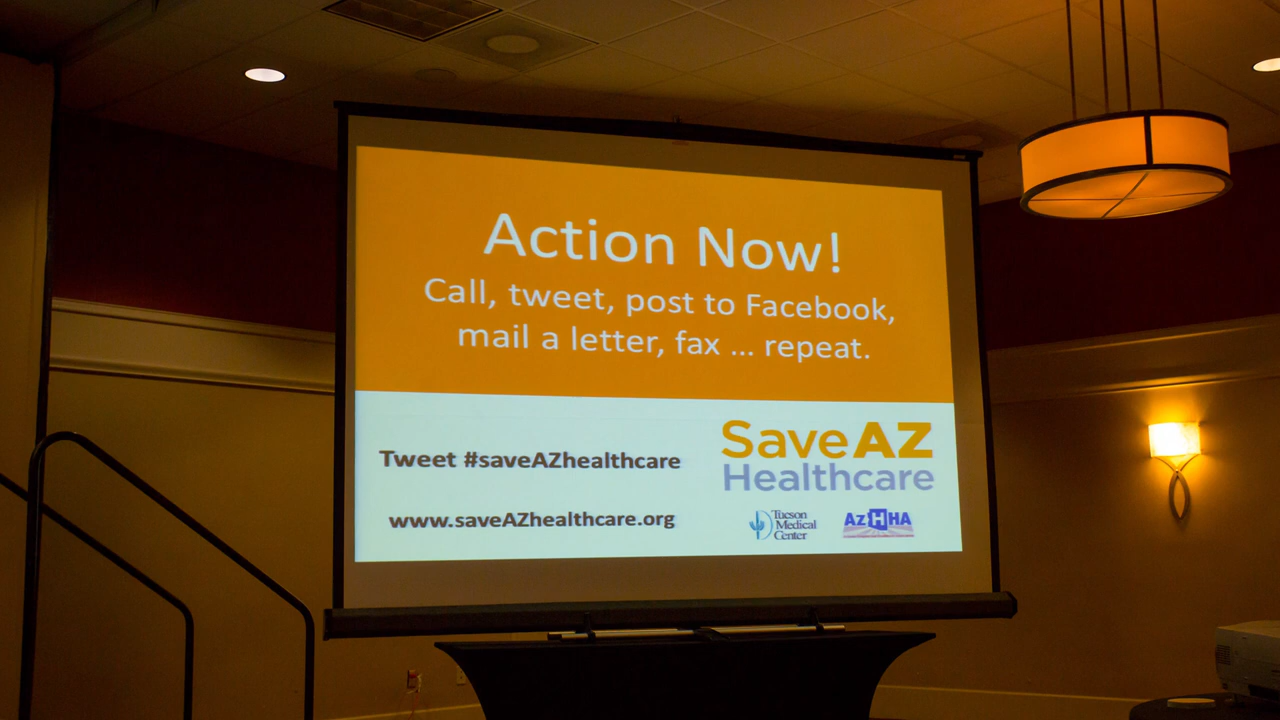 Action Now!
Call, tweet, post to Facebook,
mail a letter, fax ... repeat.
Tweet #saveAZhealthcare
www.saveAZhealthcare.org
SaveAZ
Healthcare
Tucson
Medical
Center
AzHHA